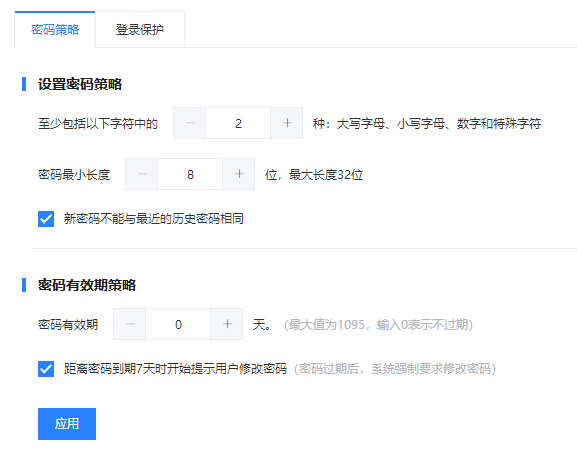 密码策略 登录保护
设置密码策略
至少包括以下字符中的 − 2 + 种：大写字母、小写字母、数字和特殊字符
密码最小长度 − 8 + 位，最大长度32位
新密码不能与最近的历史密码相同
密码有效期策略
密码有效期 − 0 + 天。（最大值为1095，输入0表示不过期）
距离密码到期7天时开始提示用户修改密码（密码过期后，系统强制要求修改密码）
应用